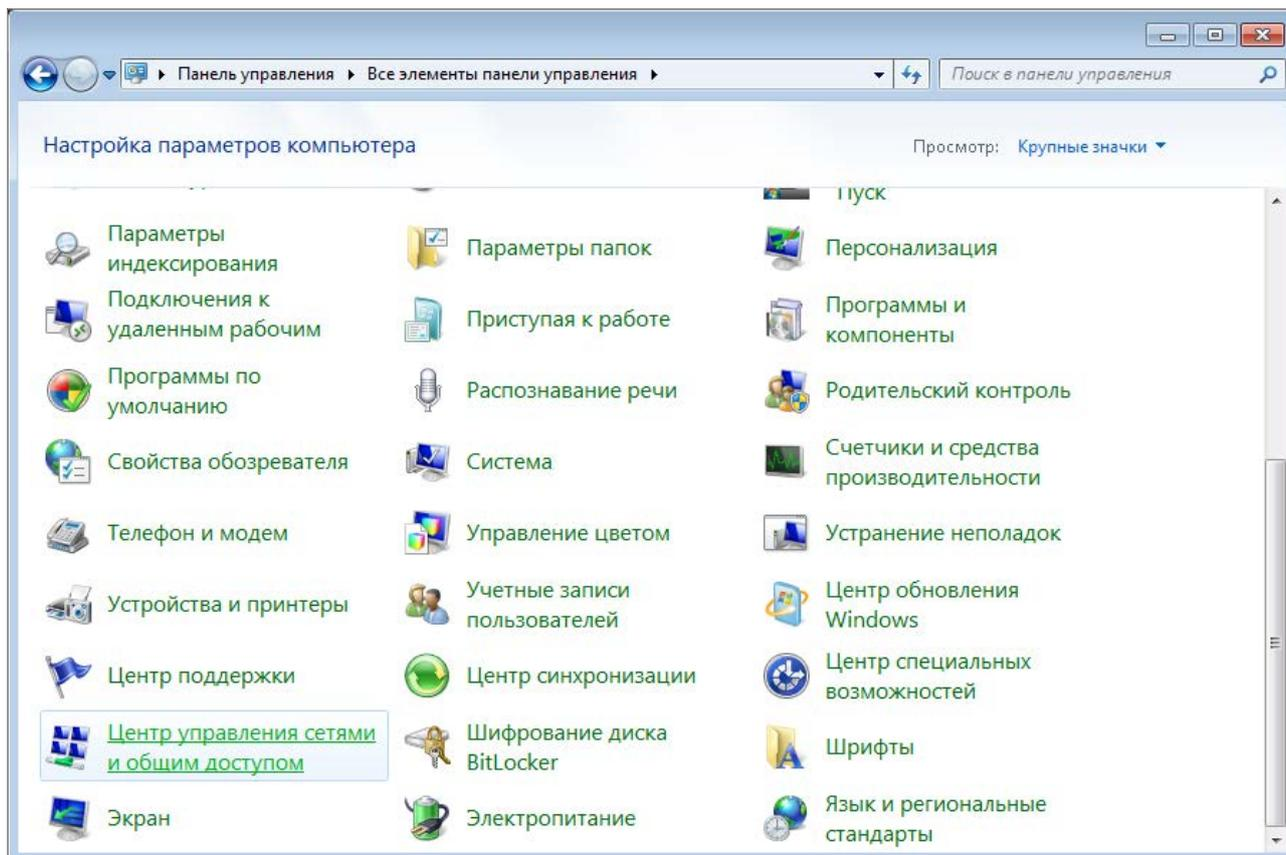 Панель управления ▸ Все элементы панели управления ▸
Поиск в панели управления
Настройка параметров компьютера
Просмотр: Крупные значки
Пуск
Параметры
индексирования
Параметры папок
Персонализация
Подключения к
удаленным рабочим
Приступая к работе
Программы и
компоненты
Программы по
умолчанию
Распознавание речи
Родительский контроль
Свойства обозревателя
Система
Счетчики и средства
производительности
Телефон и модем
Управление цветом
Устранение неполадок
Устройства и принтеры
Учетные записи
пользователей
Центр обновления
Windows
Центр поддержки
Центр синхронизации
Центр специальных
возможностей
Центр управления сетями
и общим доступом
Шифрование диска
BitLocker
Шрифты
Экран
Электропитание
Язык и региональные
стандарты